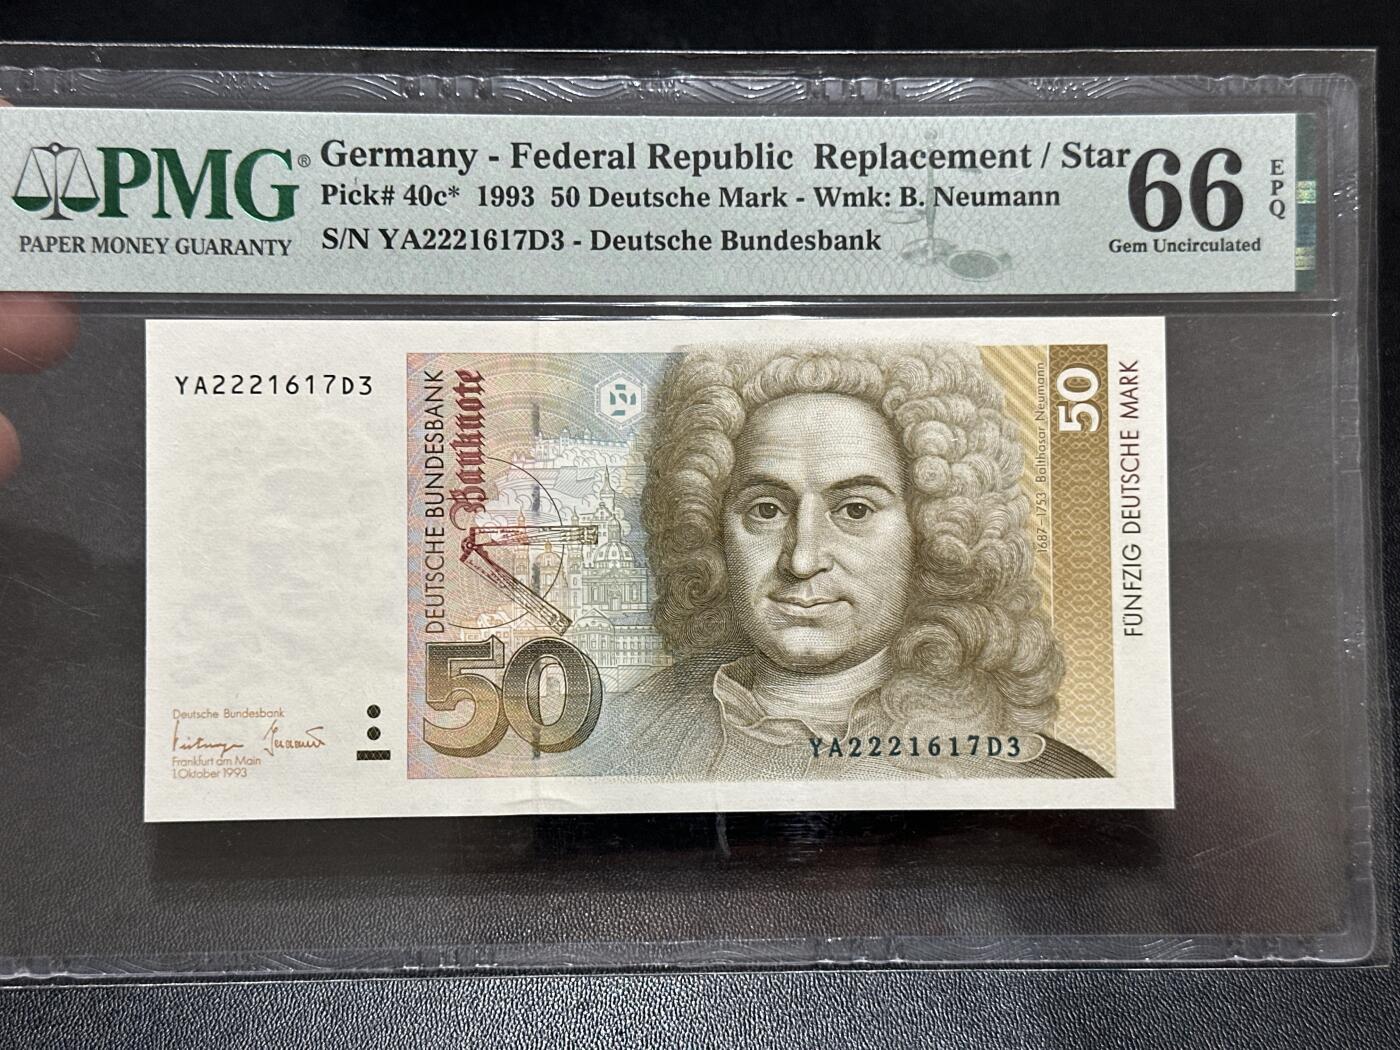 PMG®
PAPER MONEY GUARANTY
Germany - Federal Republic Replacement / Star
Pick# 40c* 1993 50 Deutsche Mark - Wmk: B. Neumann
S/N YA2221617D3 - Deutsche Bundesbank
66
EPQ
Gem Uncirculated
YA2221617D3
DEUTSCHE BUNDESBANK
Banknote
50
Deutsche Bundesbank
Frankfurt am Main
1.Oktober 1993
1687-1753 Balthasar Neumann
50
FÜNFZIG DEUTSCHE MARK
YA2221617D3